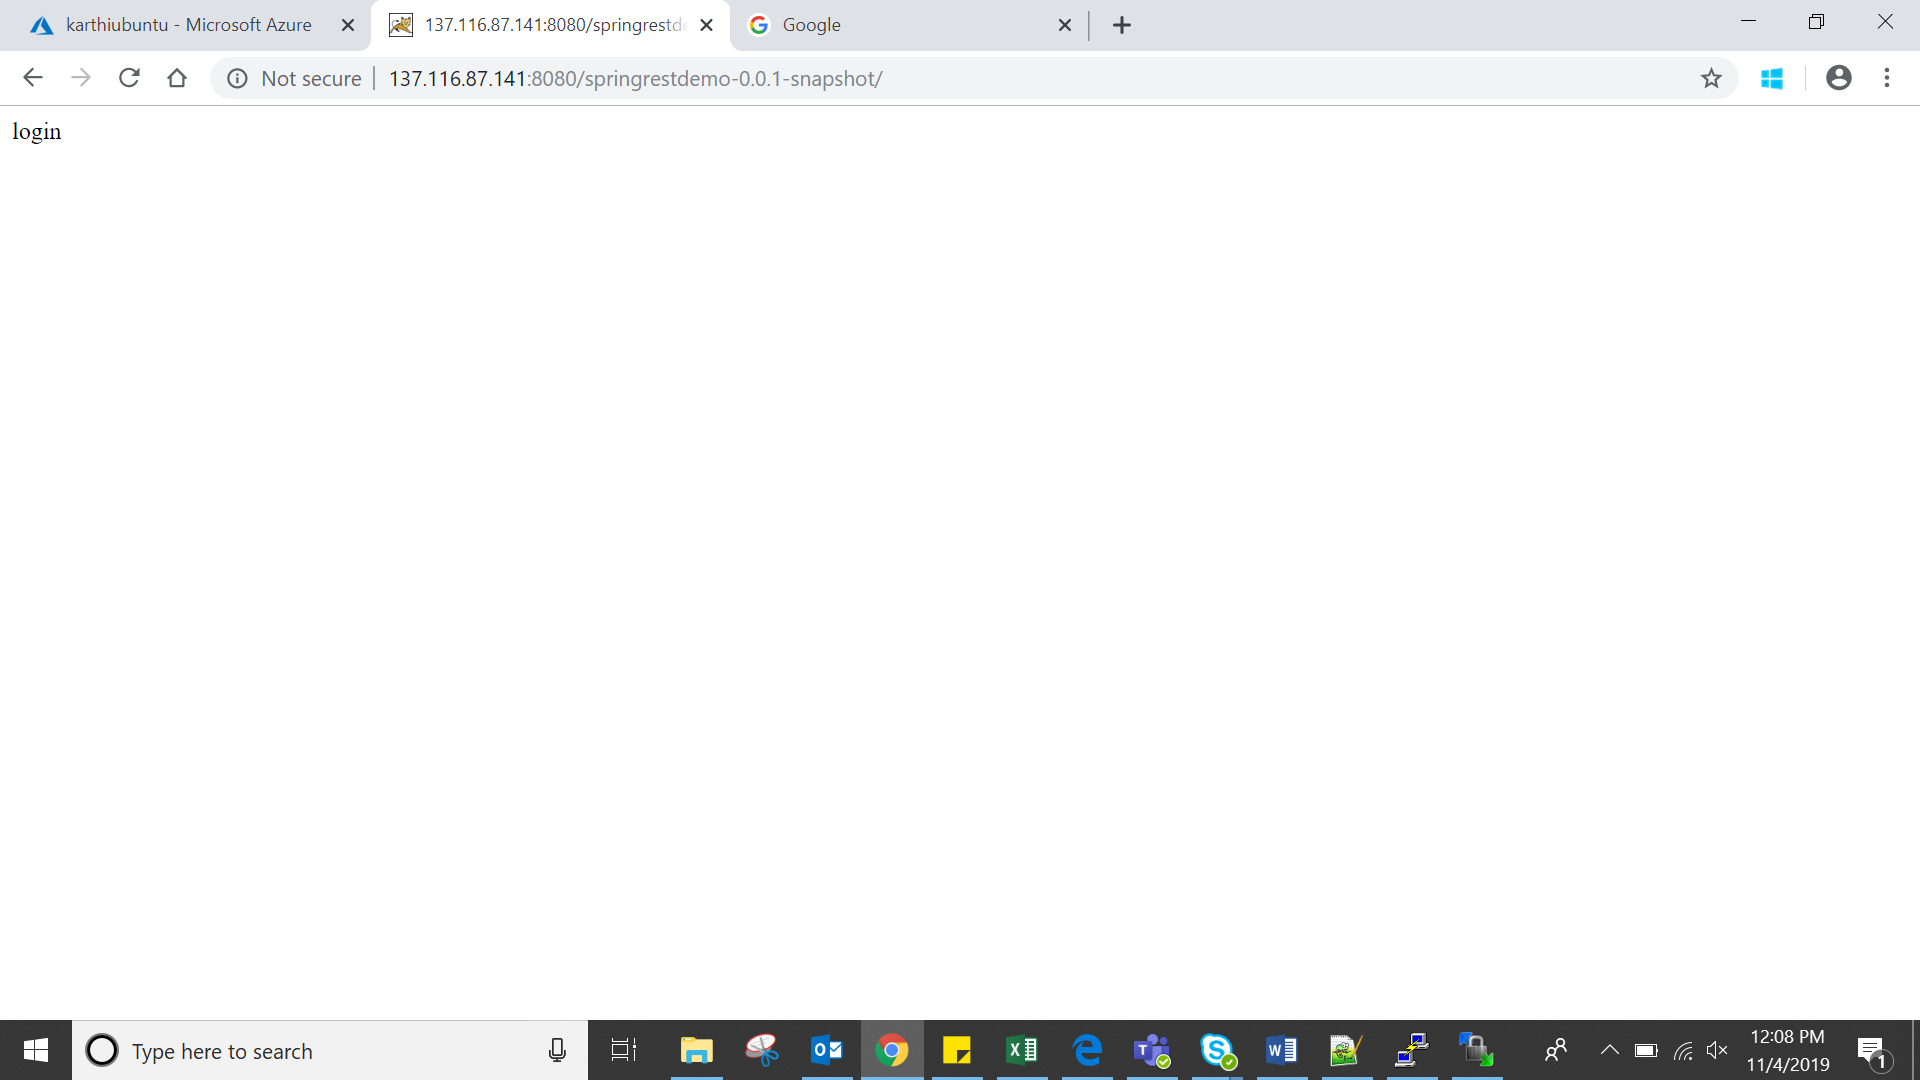 karthiubuntu - Microsoft Azure
137.116.87.141:8080/springrestd
Google
Not secure
137.116.87.141:8080/springrestdemo-0.0.1-snapshot/
login
Type here to search
12:08 PM
11/4/2019
1